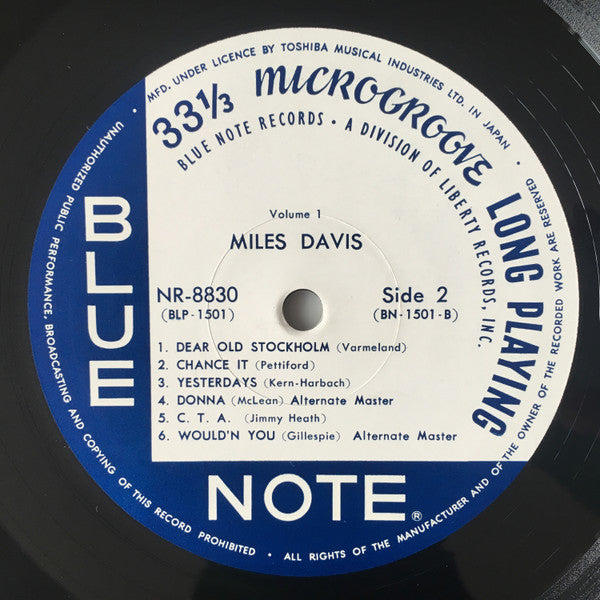 • MFD. UNDER LICENCE BY TOSHIBA MUSICAL INDUSTRIES LTD. IN JAPAN •
33⅓ MICROGROOVE LONG PLAYING
BLUE NOTE RECORDS • A DIVISION OF LIBERTY RECORDS, INC.
Volume 1
MILES DAVIS
NR-8830 Side 2
(BLP-1501) (BN-1501-B)
1. DEAR OLD STOCKHOLM (Varmeland)
2. CHANCE IT (Pettiford)
3. YESTERDAYS (Kern-Harbach)
4. DONNA (McLean) Alternate Master
5. C. T. A. (Jimmy Heath)
6. WOULD'N YOU (Gillespie) Alternate Master
BLUE
NOTE®
UNAUTHORIZED PUBLIC PERFORMANCE, BROADCASTING AND COPYING OF THIS RECORD PROHIBITED • ALL RIGHTS OF THE MANUFACTURER AND OF THE OWNER OF THE RECORDED WORK ARE RESERVED